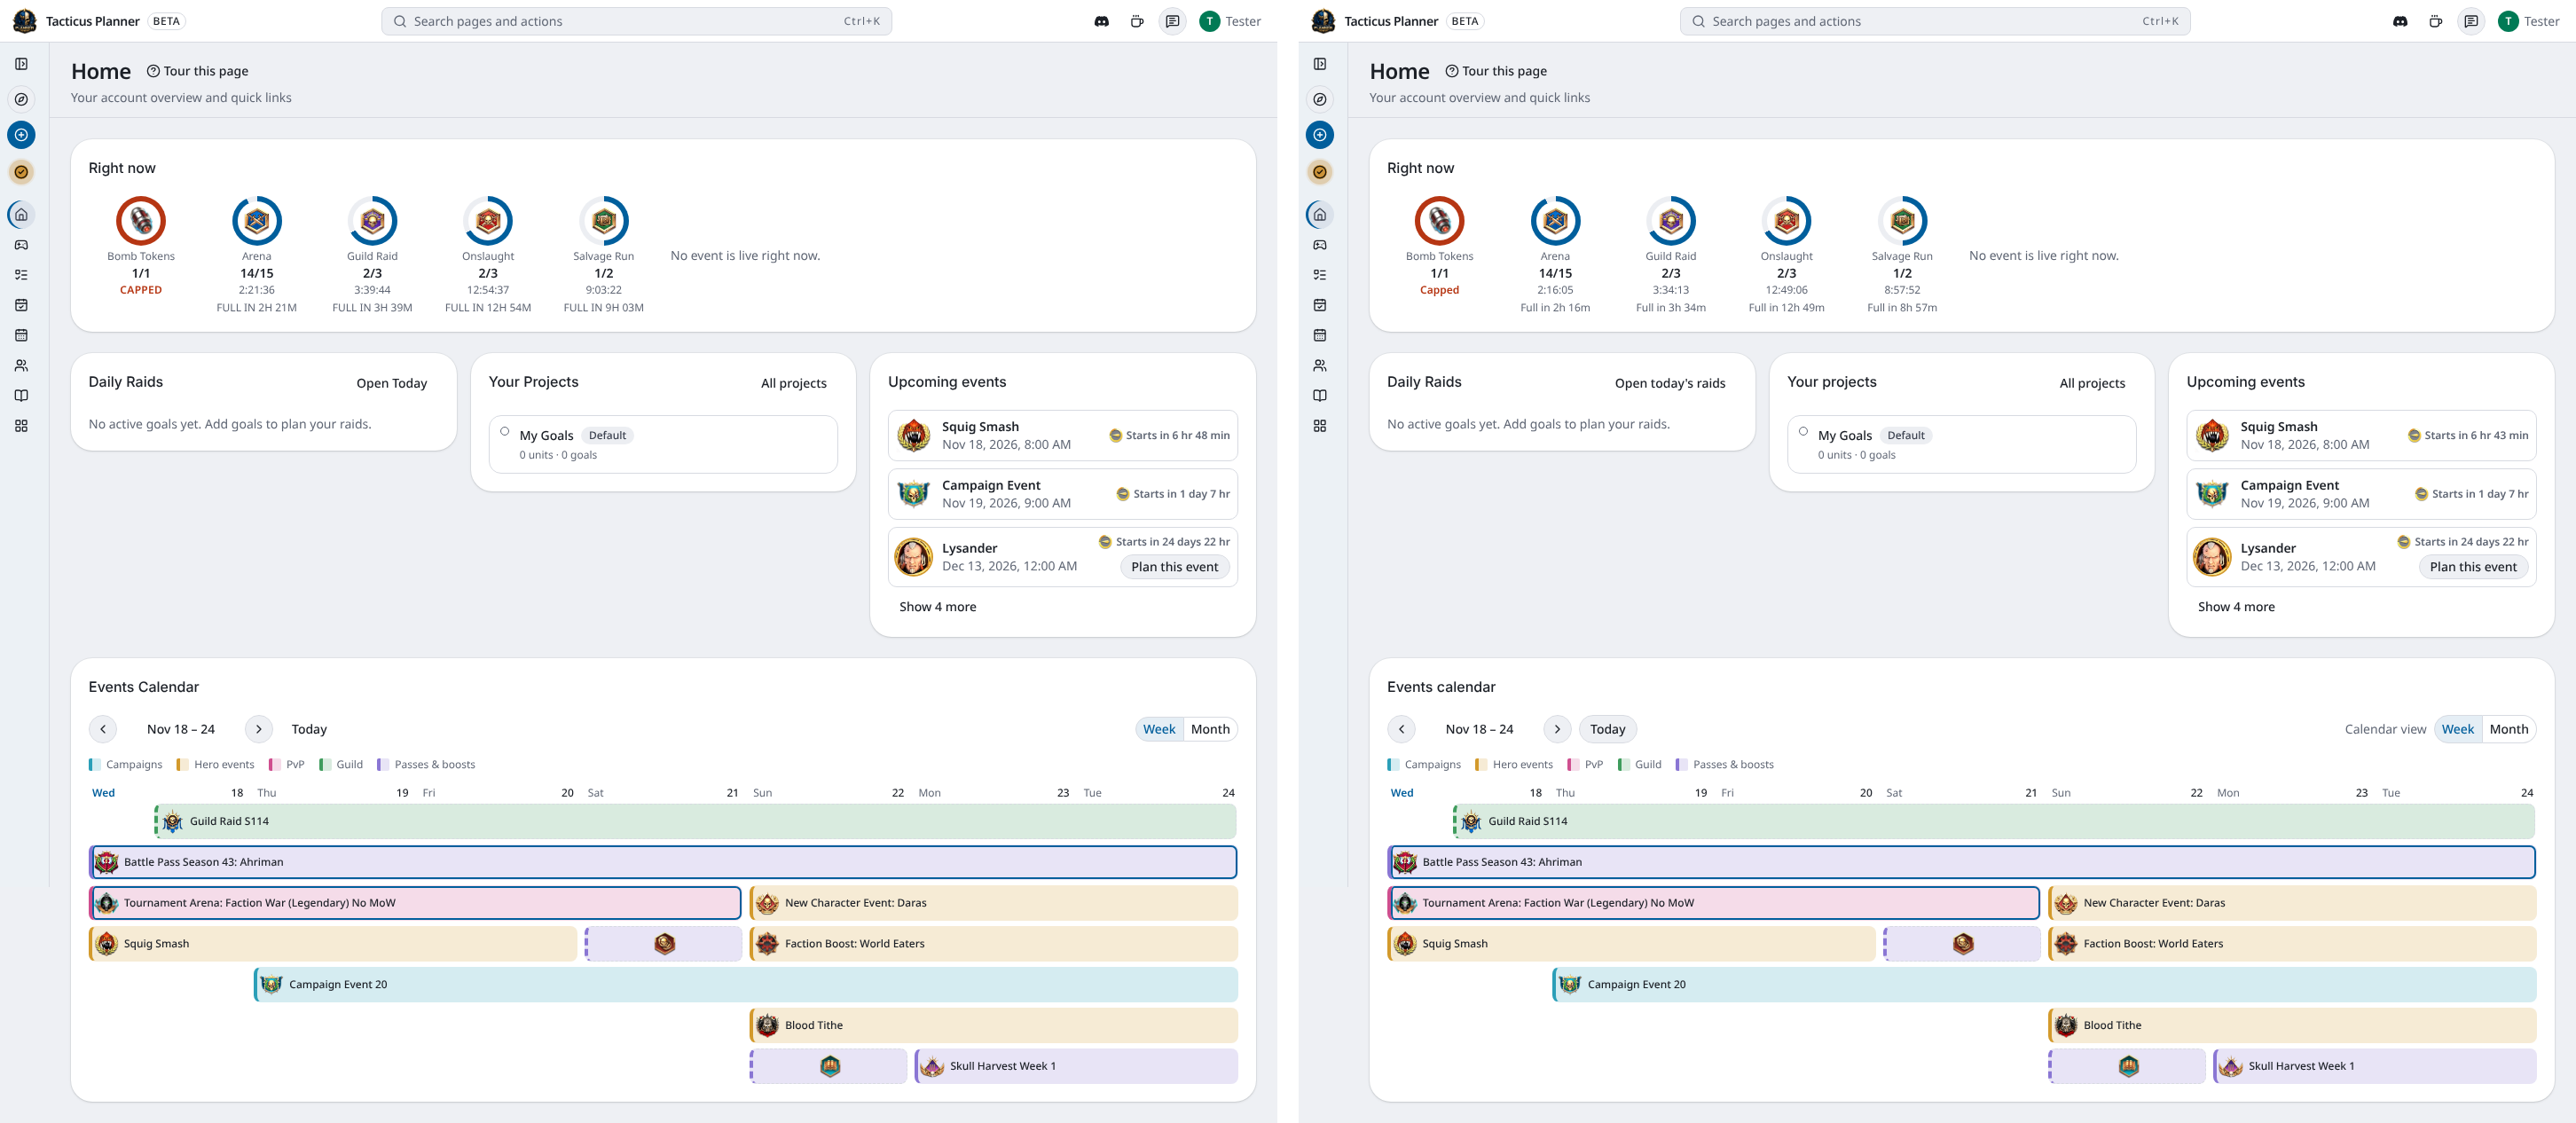 Tacticus Planner BETA
Search pages and actions Ctrl+K
T Tester
Home Tour this page
Your account overview and quick links
Right now
Bomb Tokens
1/1
CAPPED
Arena
14/15
2:21:36
FULL IN 2H 21M
Guild Raid
2/3
3:39:44
FULL IN 3H 39M
Onslaught
2/3
12:54:37
FULL IN 12H 54M
Salvage Run
1/2
9:03:22
FULL IN 9H 03M
No event is live right now.
Daily Raids Open Today
No active goals yet. Add goals to plan your raids.
Your Projects All projects
My Goals Default
0 units · 0 goals
Upcoming events
Squig Smash
Nov 18, 2026, 8:00 AM
Starts in 6 hr 48 min
Campaign Event
Nov 19, 2026, 9:00 AM
Starts in 1 day 7 hr
Lysander
Dec 13, 2026, 12:00 AM
Starts in 24 days 22 hr
Plan this event
Show 4 more
Events Calendar
Nov 18 – 24 Today Week Month
Campaigns Hero events PvP Guild Passes & boosts
Wed 18 Thu 19 Fri 20 Sat 21 Sun 22 Mon 23 Tue 24
Guild Raid S114
Battle Pass Season 43: Ahriman
Tournament Arena: Faction War (Legendary) No MoW New Character Event: Daras
Squig Smash Faction Boost: World Eaters
Campaign Event 20
Blood Tithe
Skull Harvest Week 1
Tacticus Planner BETA
Search pages and actions Ctrl+K
T Tester
Home Tour this page
Your account overview and quick links
Right now
Bomb Tokens
1/1
Capped
Arena
14/15
2:16:05
Full in 2h 16m
Guild Raid
2/3
3:34:13
Full in 3h 34m
Onslaught
2/3
12:49:06
Full in 12h 49m
Salvage Run
1/2
8:57:52
Full in 8h 57m
No event is live right now.
Daily Raids Open today's raids
No active goals yet. Add goals to plan your raids.
Your projects All projects
My Goals Default
0 units · 0 goals
Upcoming events
Squig Smash
Nov 18, 2026, 8:00 AM
Starts in 6 hr 43 min
Campaign Event
Nov 19, 2026, 9:00 AM
Starts in 1 day 7 hr
Lysander
Dec 13, 2026, 12:00 AM
Starts in 24 days 22 hr
Plan this event
Show 4 more
Events calendar
Nov 18 – 24 Today Calendar view Week Month
Campaigns Hero events PvP Guild Passes & boosts
Wed 18 Thu 19 Fri 20 Sat 21 Sun 22 Mon 23 Tue 24
Guild Raid S114
Battle Pass Season 43: Ahriman
Tournament Arena: Faction War (Legendary) No MoW New Character Event: Daras
Squig Smash Faction Boost: World Eaters
Campaign Event 20
Blood Tithe
Skull Harvest Week 1